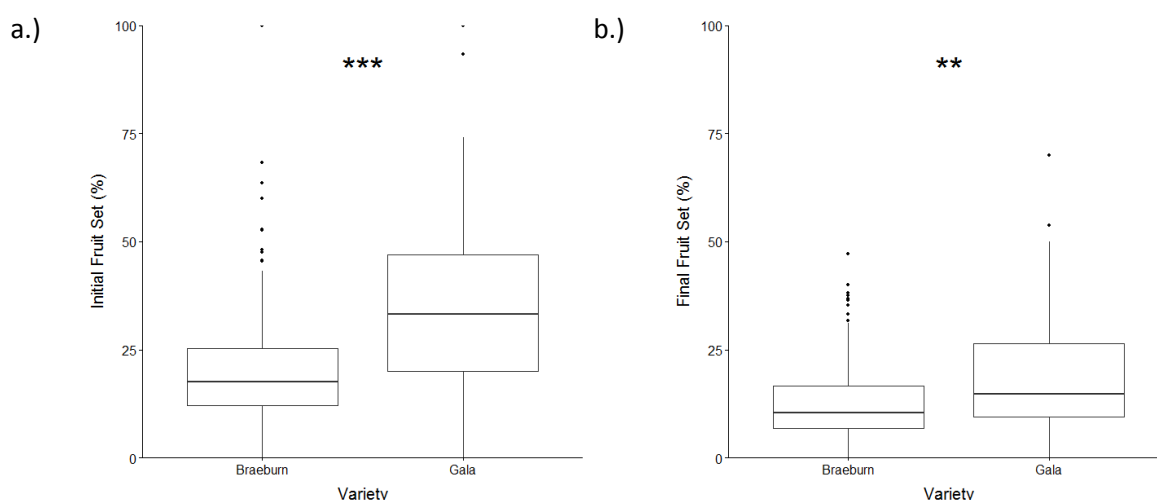 a.)
100
75
50
25
0
Initial Fruit Set (%)
***
Braeburn
Gala
Variety
b.)
100
75
50
25
0
Final Fruit Set (%)
**
Braeburn
Gala
Variety